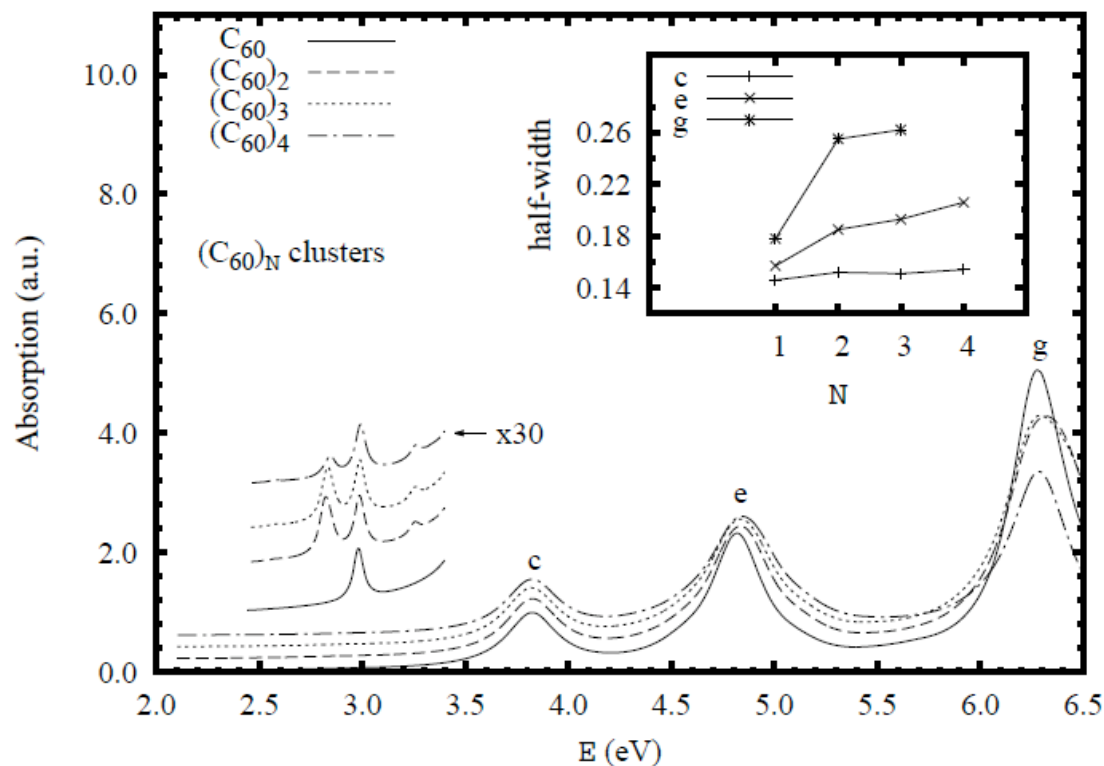 C60
(C60)2
(C60)3
(C60)4
(C60)N clusters
Absorption (a.u.)
10.0
8.0
6.0
4.0
2.0
0.0
x30
c
e
g
2.0 2.5 3.0 3.5 4.0 4.5 5.0 5.5 6.0 6.5
E (eV)
c
e
g
half-width
0.26
0.22
0.18
0.14
1 2 3 4
N